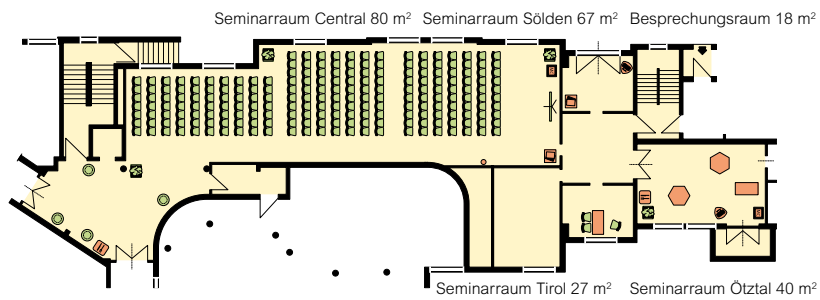 Seminarraum Central 80 m² Seminarraum Sölden 67 m² Besprechungsraum 18 m²
Seminarraum Tirol 27 m² Seminarraum Ötztal 40 m²